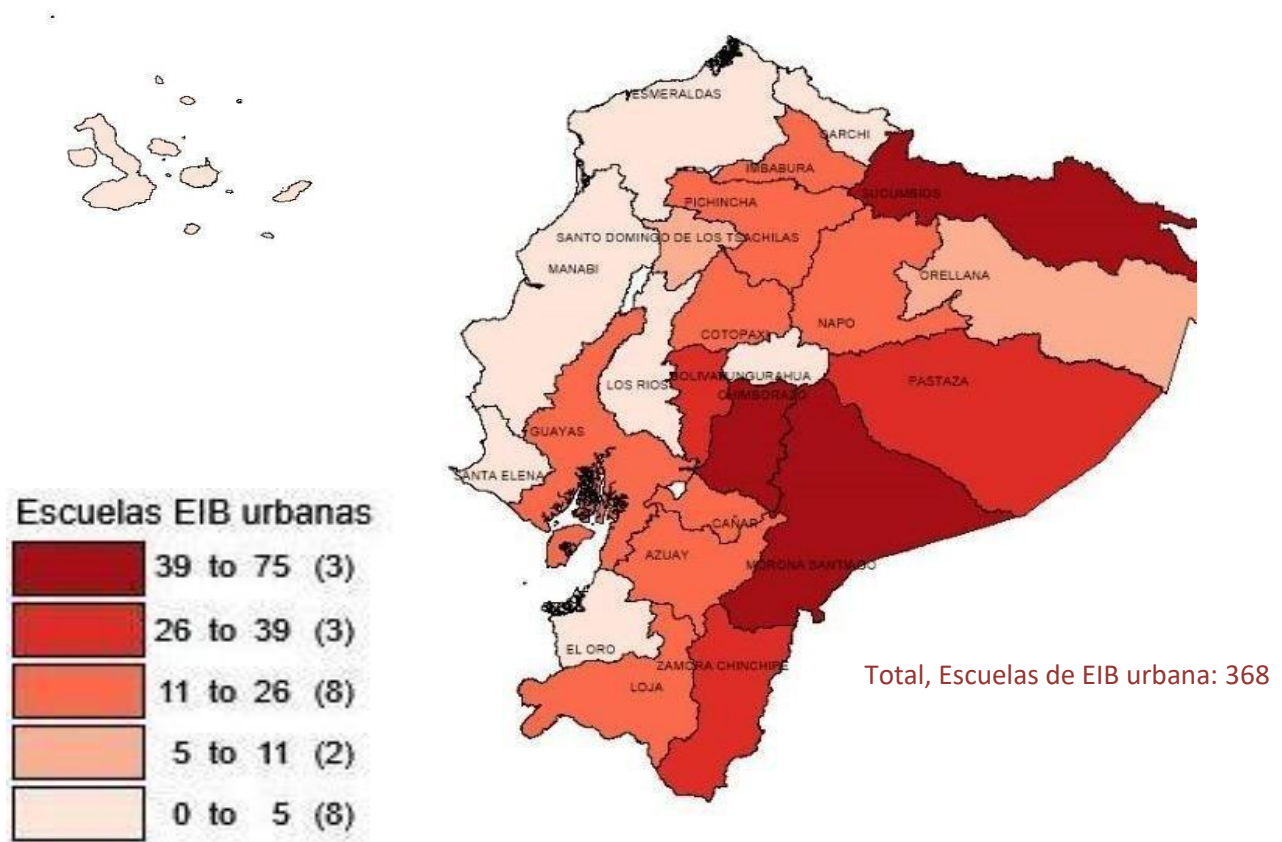 ESMERALDAS
CARCHI
IMBABURA
SUCUMBIOS
PICHINCHA
SANTO DOMINGO DE LOS TSACHILAS
MANABI
ORELLANA
NAPO
COTOPAXI
BOLIVAR
TUNGURAHUA
PASTAZA
LOS RIOS
CHIMBORAZO
GUAYAS
SANTA ELENA
CAÑAR
AZUAY
MORONA SANTIAGO
EL ORO
ZAMORA CHINCHIPE
LOJA
Escuelas EIB urbanas
39 to 75 (3)
26 to 39 (3)
11 to 26 (8)
5 to 11 (2)
0 to 5 (8)
Total, Escuelas de EIB urbana: 368